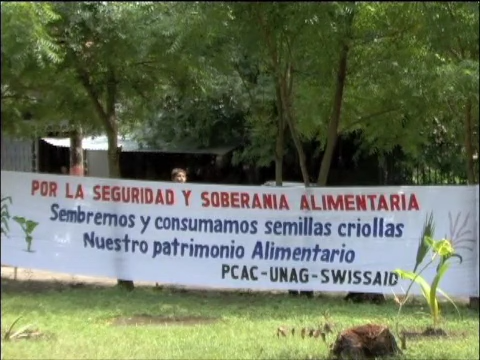 POR LA SEGURIDAD Y SOBERANIA ALIMENTARIA
Sembremos y consumamos semillas criollas
Nuestro patrimonio Alimentario
PCAC-UNAG-SWISSAID